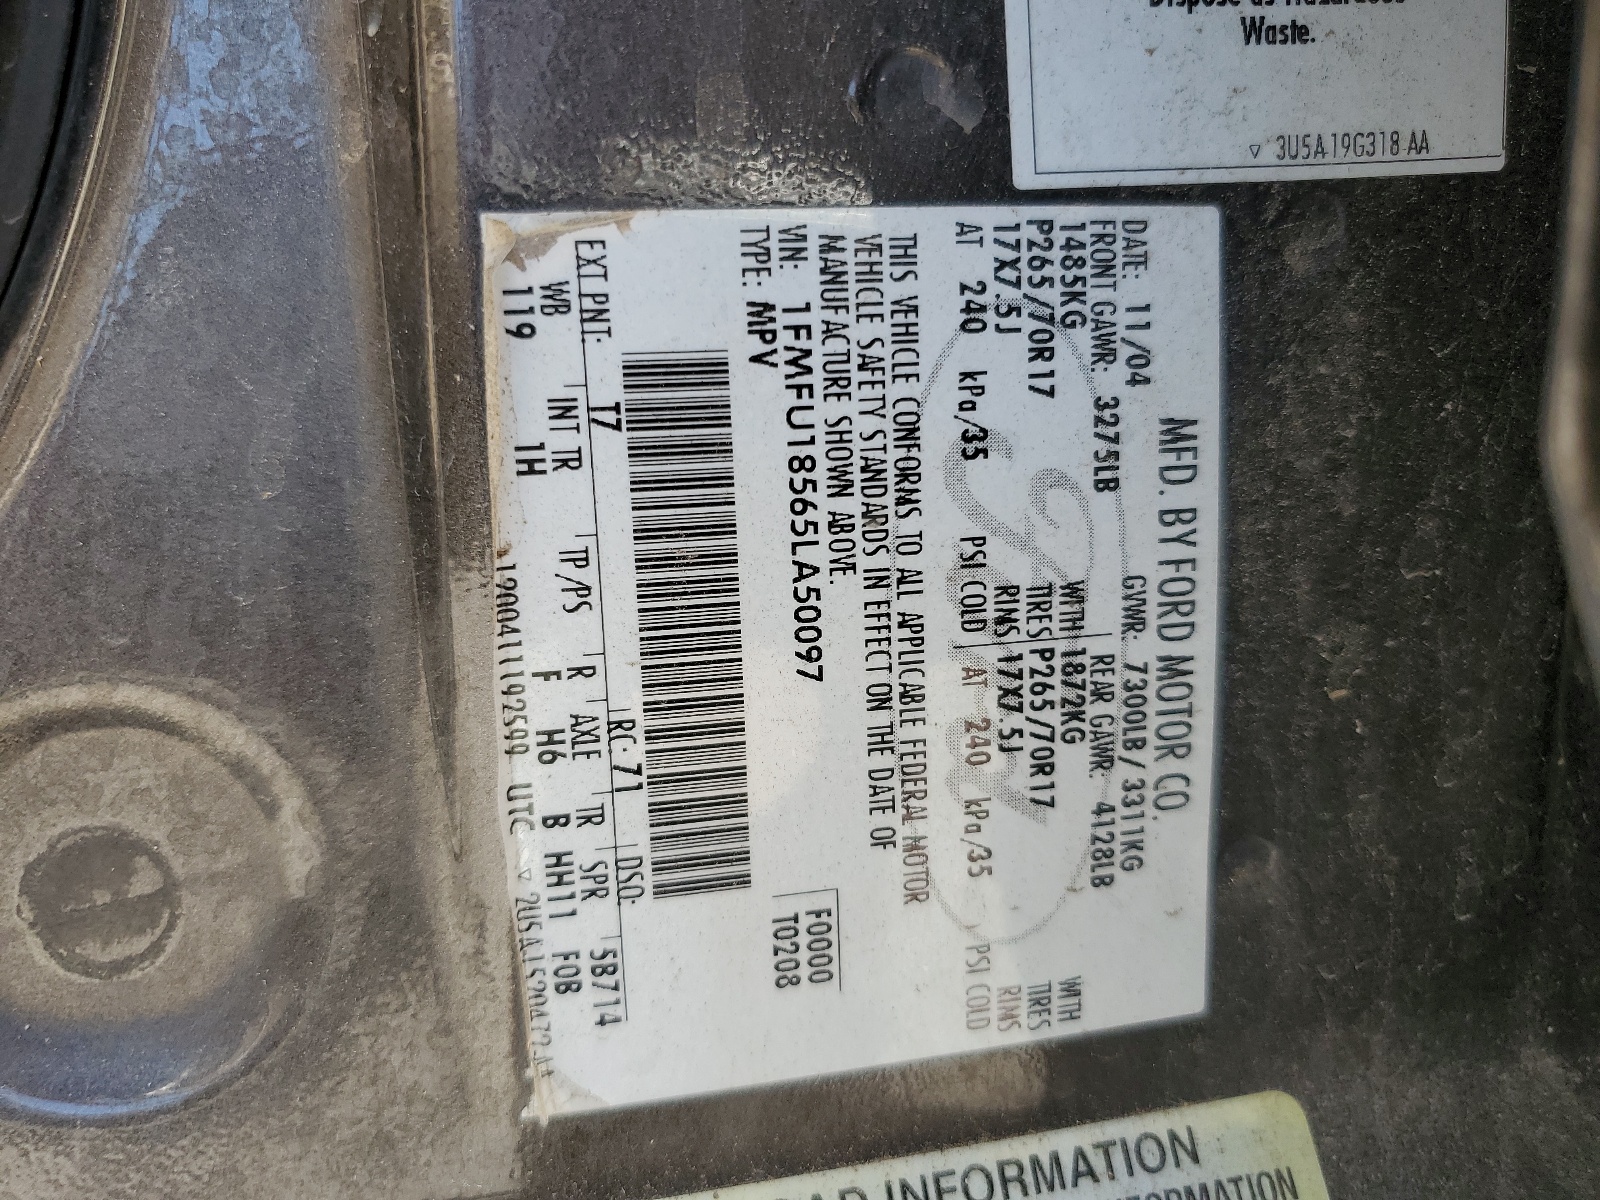 Waste.
▽ 3U5A-19G318-AA
MFD. BY FORD MOTOR CO.
DATE: 11/04 GVWR: 7300LB / 3311KG
FRONT GAWR: 3275LB REAR GAWR: 4128LB
1485KG WITH 1872KG WITH
P265/70R17 TIRES P265/70R17 TIRES
17X7.5J RIMS 17X7.5J RIMS
AT 240 kPa/35 PSI COLD AT 240 kPa/35 PSI COLD
THIS VEHICLE CONFORMS TO ALL APPLICABLE FEDERAL MOTOR
VEHICLE SAFETY STANDARDS IN EFFECT ON THE DATE OF
MANUFACTURE SHOWN ABOVE.
VIN: 1FMFU18565LA50097
TYPE: MPV
F0000
T0208
EXT PNT: T7 RC: 71 DSO: 5B714
WB INT TR TP/PS R AXLE TR SPR
119 1H F H6 B HH11 F0B
UTC ▽
INFORMATION